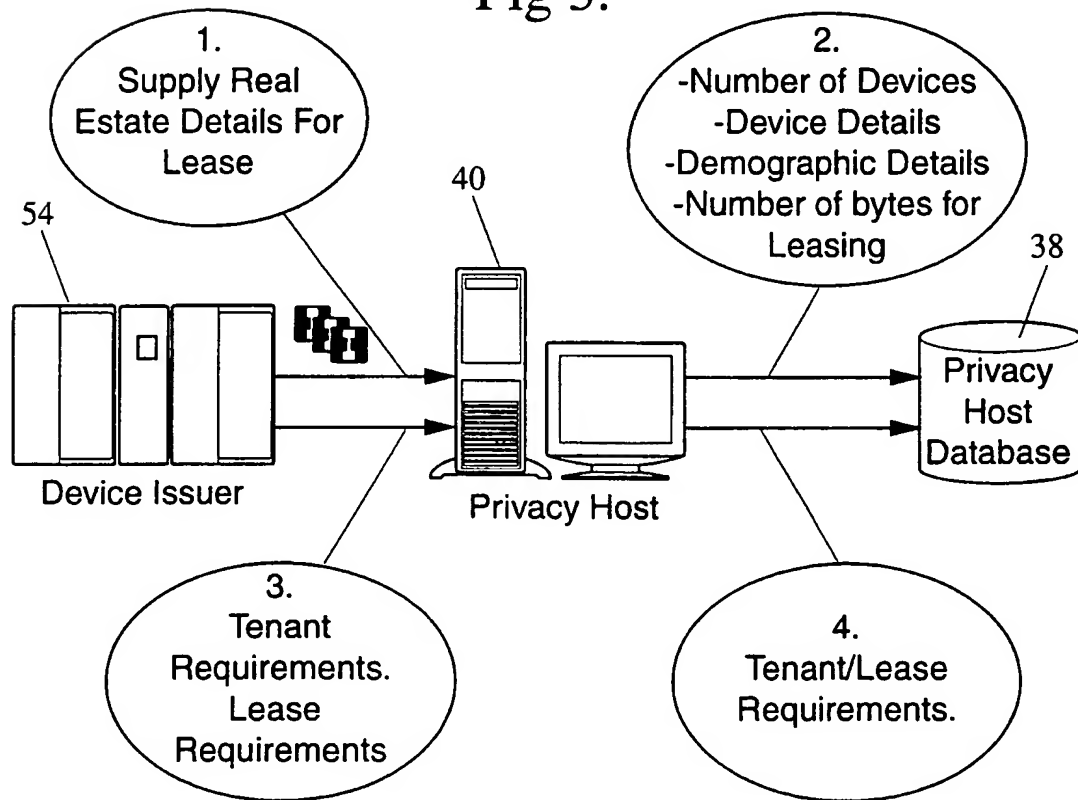 Fig 5.
1.
Supply Real
Estate Details For
Lease
2.
-Number of Devices
-Device Details
-Demographic Details
-Number of bytes for
Leasing
54
40
38
Device Issuer
Privacy Host
Privacy
Host
Database
3.
Tenant
Requirements.
Lease
Requirements
4.
Tenant/Lease
Requirements.